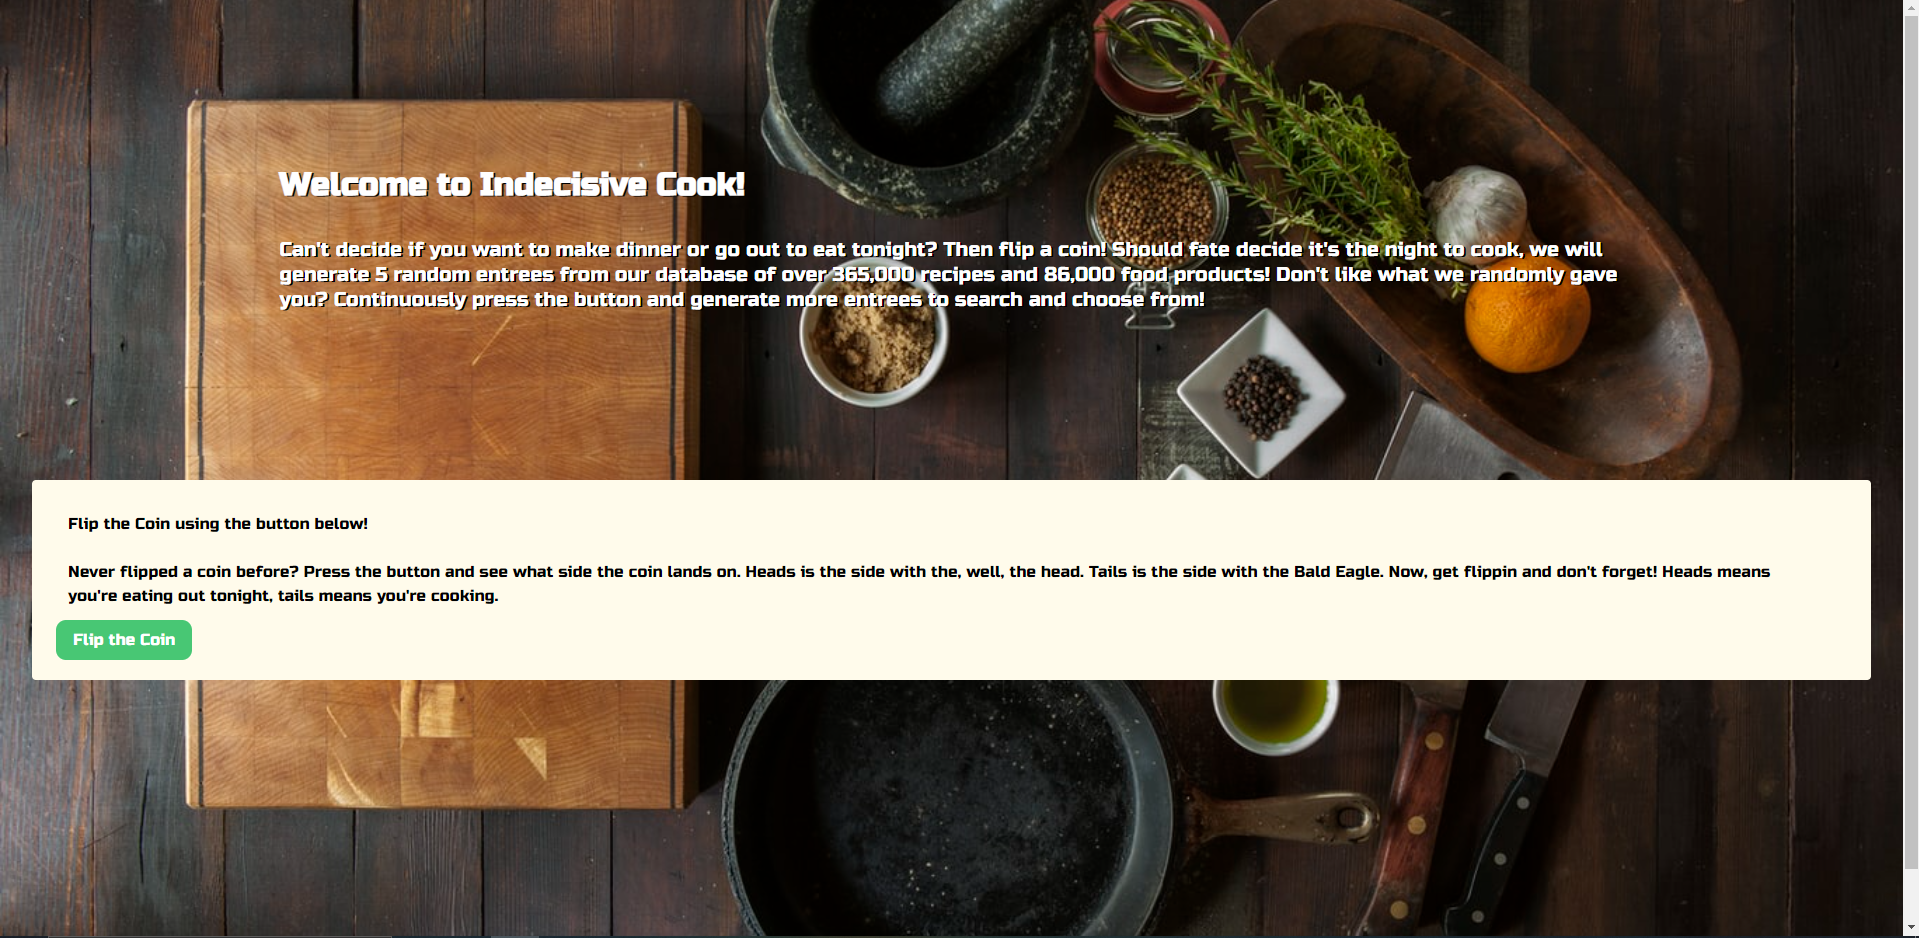 Welcome to Indecisive Cook!
Can't decide if you want to make dinner or go out to eat tonight? Then flip a coin! Should fate decide it's the night to cook, we will
generate 5 random entrees from our database of over 365,000 recipes and 86,000 food products! Don't like what we randomly gave
you? Continuously press the button and generate more entrees to search and choose from!
Flip the Coin using the button below!
Never flipped a coin before? Press the button and see what side the coin lands on. Heads is the side with the, well, the head. Tails is the side with the Bald Eagle. Now, get flippin and don't forget! Heads means
you're eating out tonight, tails means you're cooking.
Flip the Coin